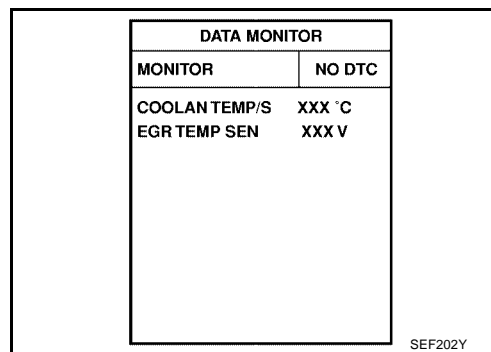 DATA MONITOR
MONITOR NO DTC
COOLAN TEMP/S XXX °C
EGR TEMP SEN XXX V
SEF202Y